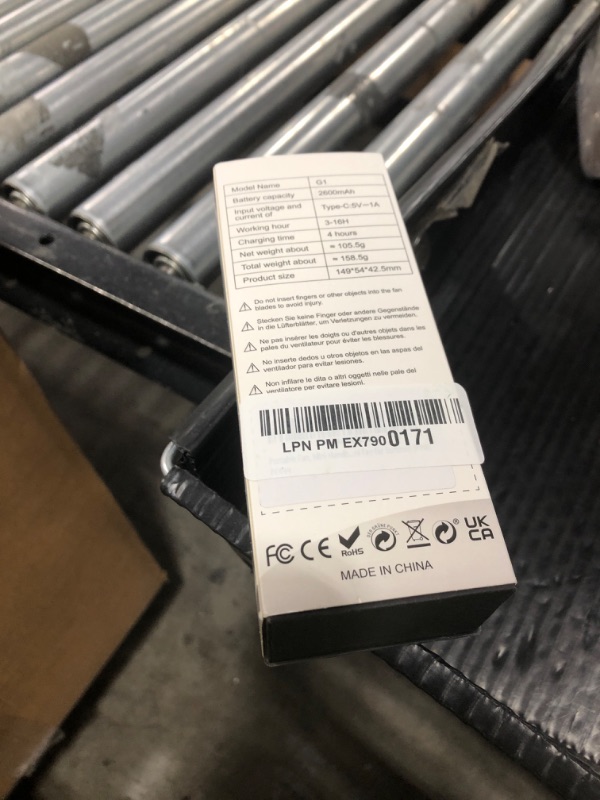 Model Name G1
Battery capacity 2600mAh
Input voltage and current of Type-C:5V⎓1A
Working hour 3-16H
Charging time 4 hours
Net weight about ≈ 105.5g
Total weight about ≈ 158.5g
Product size 149*54*42.5mm
Do not insert fingers or other objects into the fan
blades to avoid injury.
Stecken Sie keine Finger oder andere Gegenstände
in die Lüfterblätter, um Verletzungen zu vermeiden.
Ne pas insérer les doigts ou d'autres objets dans les
pales du ventilateur pour éviter les blessures.
No inserte dedos u otros objetos en las aspas del
ventilador para evitar lesiones.
Non infilare le dita o altri oggetti nelle pale del
ventilatore per evitare lesioni.
LPN PM EX7900171
FC CE RoHS UK CA
MADE IN CHINA